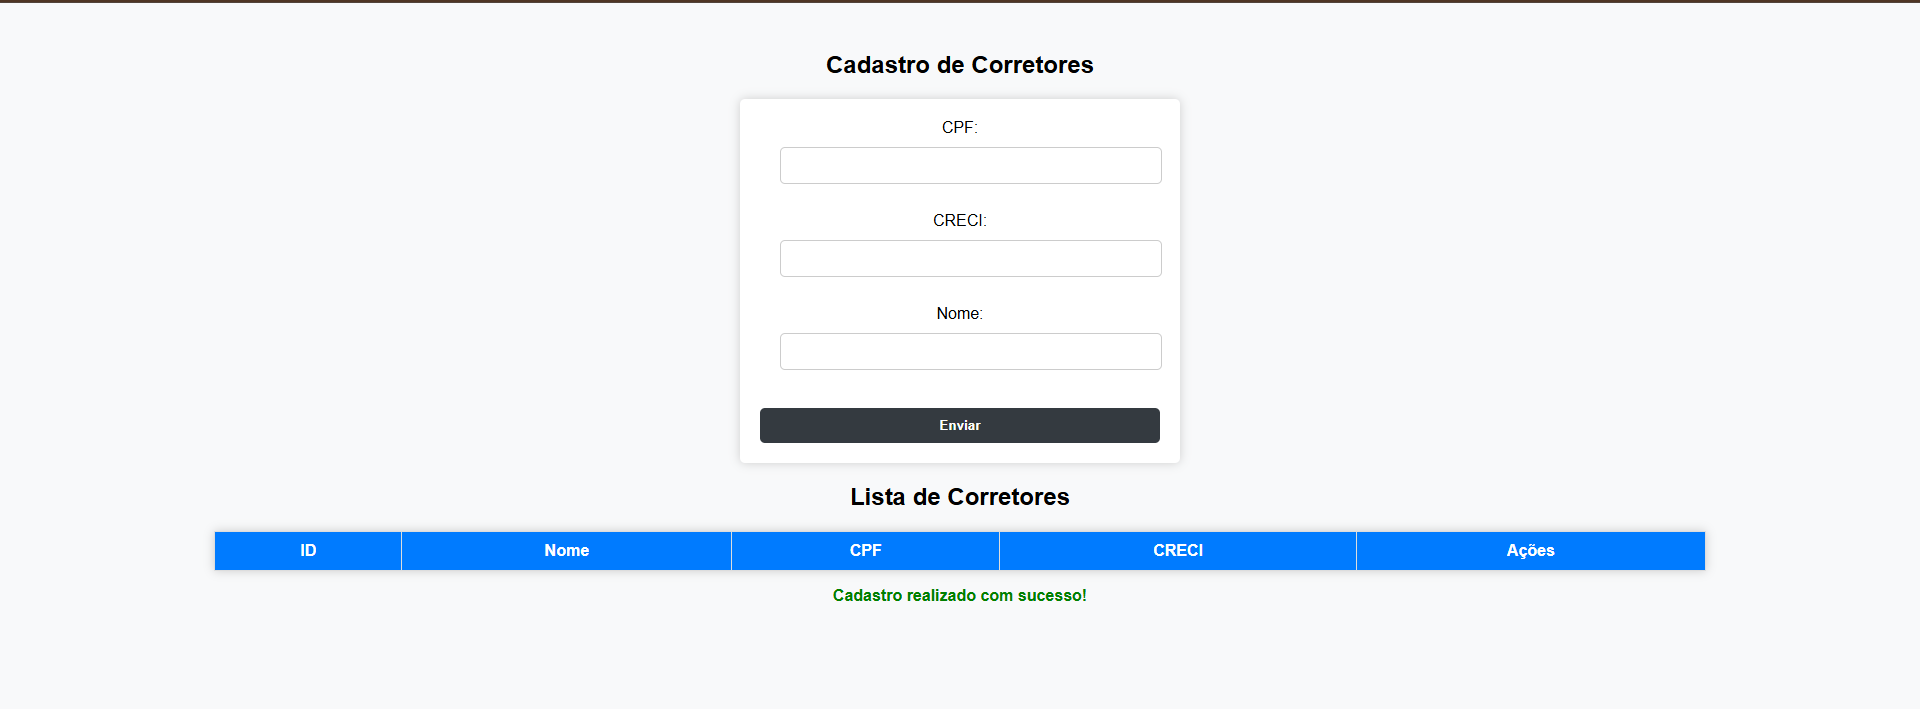 Cadastro de Corretores
CPF:
CRECI:
Nome:
Enviar
Lista de Corretores
ID Nome CPF CRECI Ações
Cadastro realizado com sucesso!